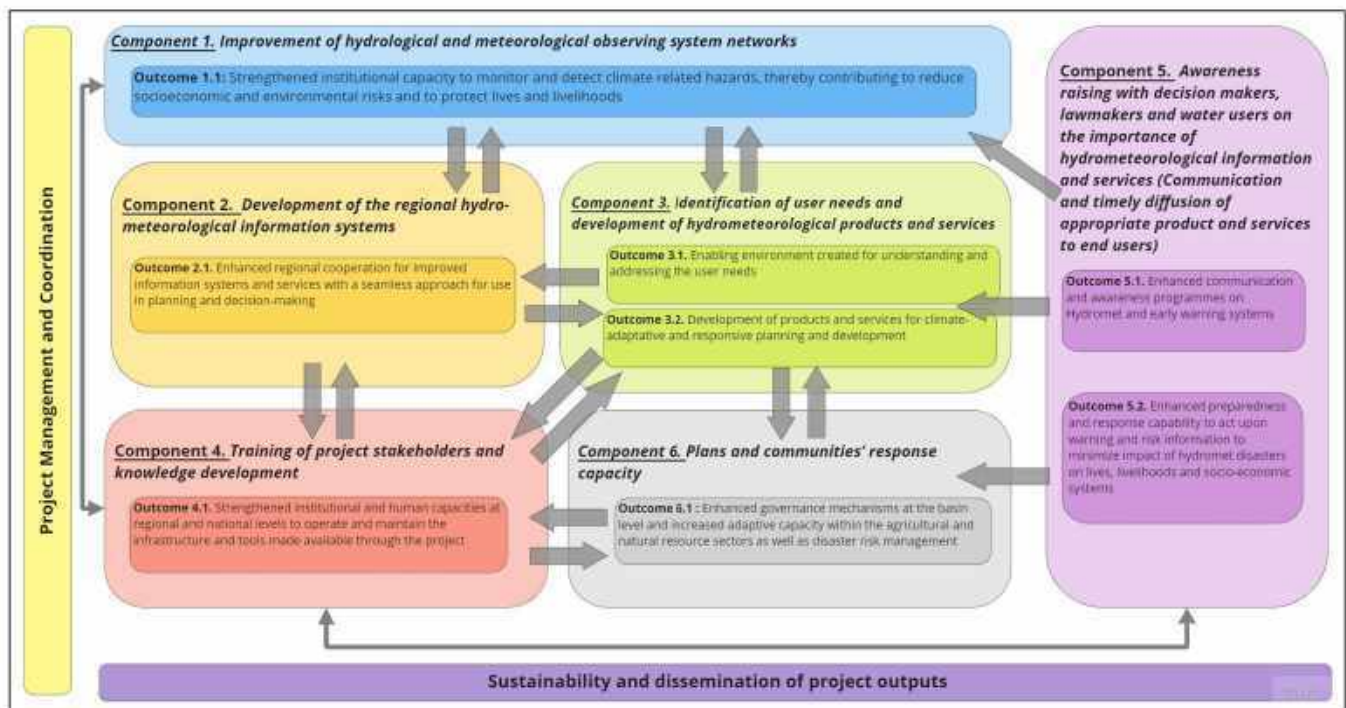 Project Management and Coordination
Component 1. Improvement of hydrological and meteorological observing system networks
Outcome 1.1: Strengthened institutional capacity to monitor and detect climate related hazards, thereby contributing to reduce
socioeconomic and environmental risks and to protect lives and livelihoods
Component 2. Development of the regional hydro-
meteorological information systems
Outcome 2.1. Enhanced regional cooperation for improved
information systems and services with a seamless approach for use
in planning and decision-making
Component 3. Identification of user needs and
development of hydrometeorological products and services
Outcome 3.1. Enabling environment created for understanding and
addressing the user needs
Outcome 3.2. Development of products and services for climate-
adaptative and responsive planning and development
Component 4. Training of project stakeholders and
knowledge development
Outcome 4.1. Strengthened institutional and human capacities at
regional and national levels to operate and maintain the
infrastructure and tools made available through the project
Component 6. Plans and communities' response
capacity
Outcome 6.1 : Enhanced governance mechanisms at the basin
level and increased adaptive capacity within the agricultural and
natural resource sectors as well as disaster risk management
Component 5. Awareness
raising with decision makers,
lawmakers and water users on
the importance of
hydrometeorological information
and services (Communication
and timely diffusion of
appropriate product and services
to end users)
Outcome 5.1. Enhanced communication
and awareness programmes on
Hydromet and early warning systems
Outcome 5.2. Enhanced preparedness
and response capability to act upon
warning and risk information to
minimize impact of hydromet disasters
on lives, livelihoods and socio-economic
systems
Sustainability and dissemination of project outputs